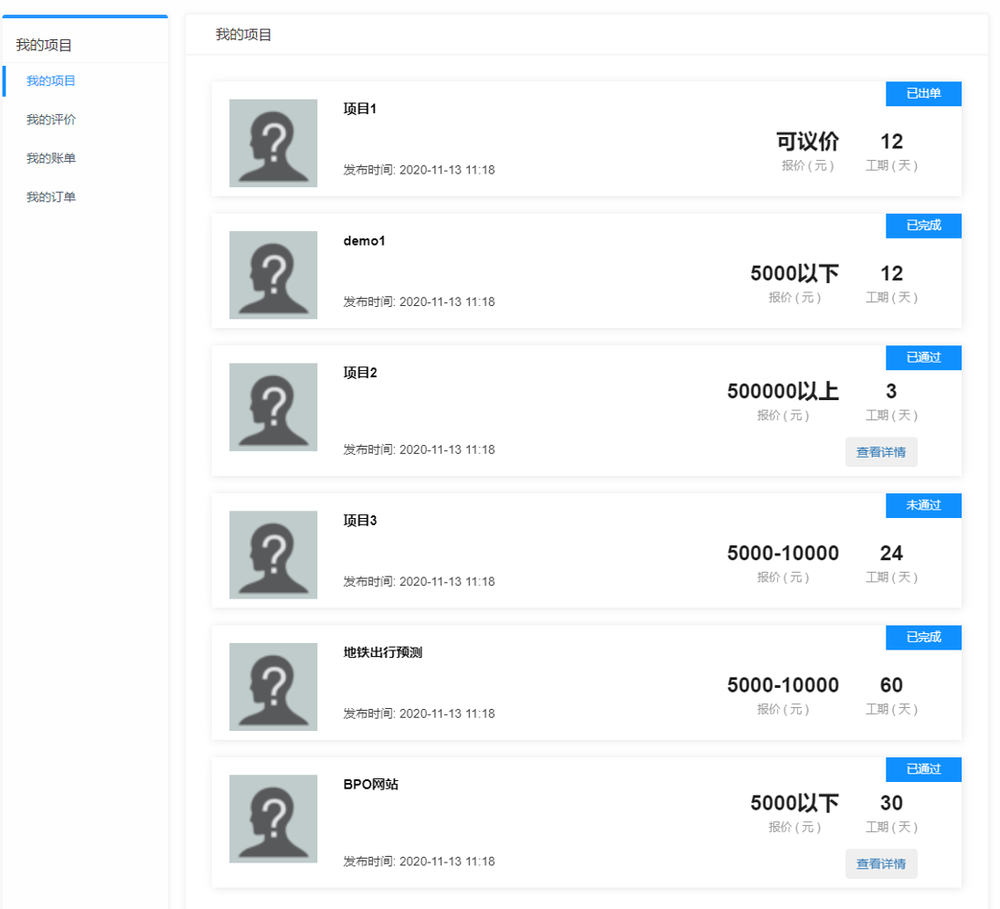 我的项目
我的项目
我的评价
我的账单
我的订单
我的项目
已出单
项目1
可议价 12
报价 ( 元 ) 工期 ( 天 )
发布时间: 2020-11-13 11:18
已完成
demo1
5000以下 12
报价 ( 元 ) 工期 ( 天 )
发布时间: 2020-11-13 11:18
已通过
项目2
500000以上 3
报价 ( 元 ) 工期 ( 天 )
发布时间: 2020-11-13 11:18
查看详情
未通过
项目3
5000-10000 24
报价 ( 元 ) 工期 ( 天 )
发布时间: 2020-11-13 11:18
已完成
地铁出行预测
5000-10000 60
报价 ( 元 ) 工期 ( 天 )
发布时间: 2020-11-13 11:18
已通过
BPO网站
5000以下 30
报价 ( 元 ) 工期 ( 天 )
发布时间: 2020-11-13 11:18
查看详情